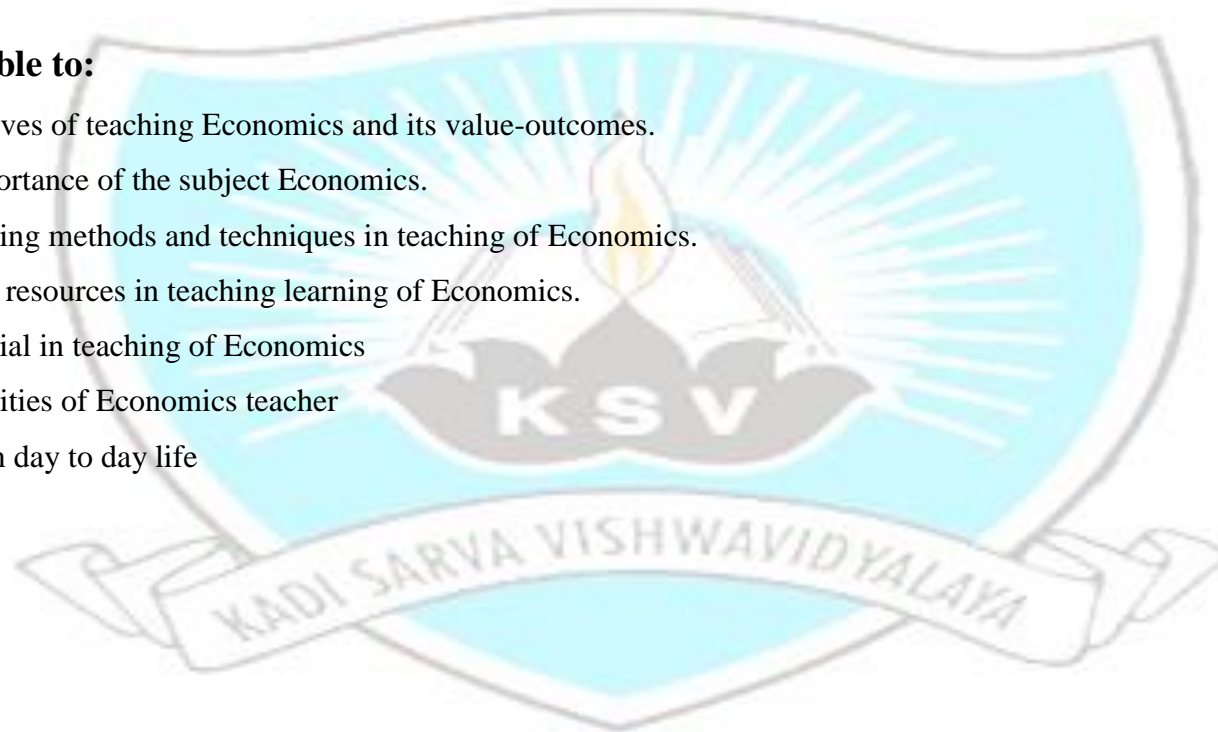 ble to:
ves of teaching Economics and its value-outcomes.
ortance of the subject Economics.
ing methods and techniques in teaching of Economics.
resources in teaching learning of Economics.
ial in teaching of Economics
ities of Economics teacher
n day to day life
KSV
KADI SARVA VISHWAVIDYALAYA